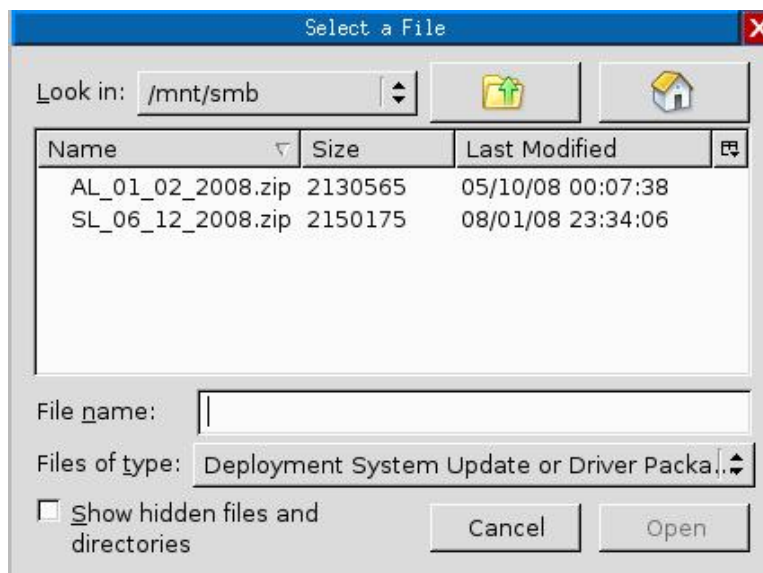 Select a File
Look in: /mnt/smb
Name Size Last Modified
AL_01_02_2008.zip 2130565 05/10/08 00:07:38
SL_06_12_2008.zip 2150175 08/01/08 23:34:06
File name:
Files of type: Deployment System Update or Driver Packa...
Show hidden files and
directories
Cancel Open